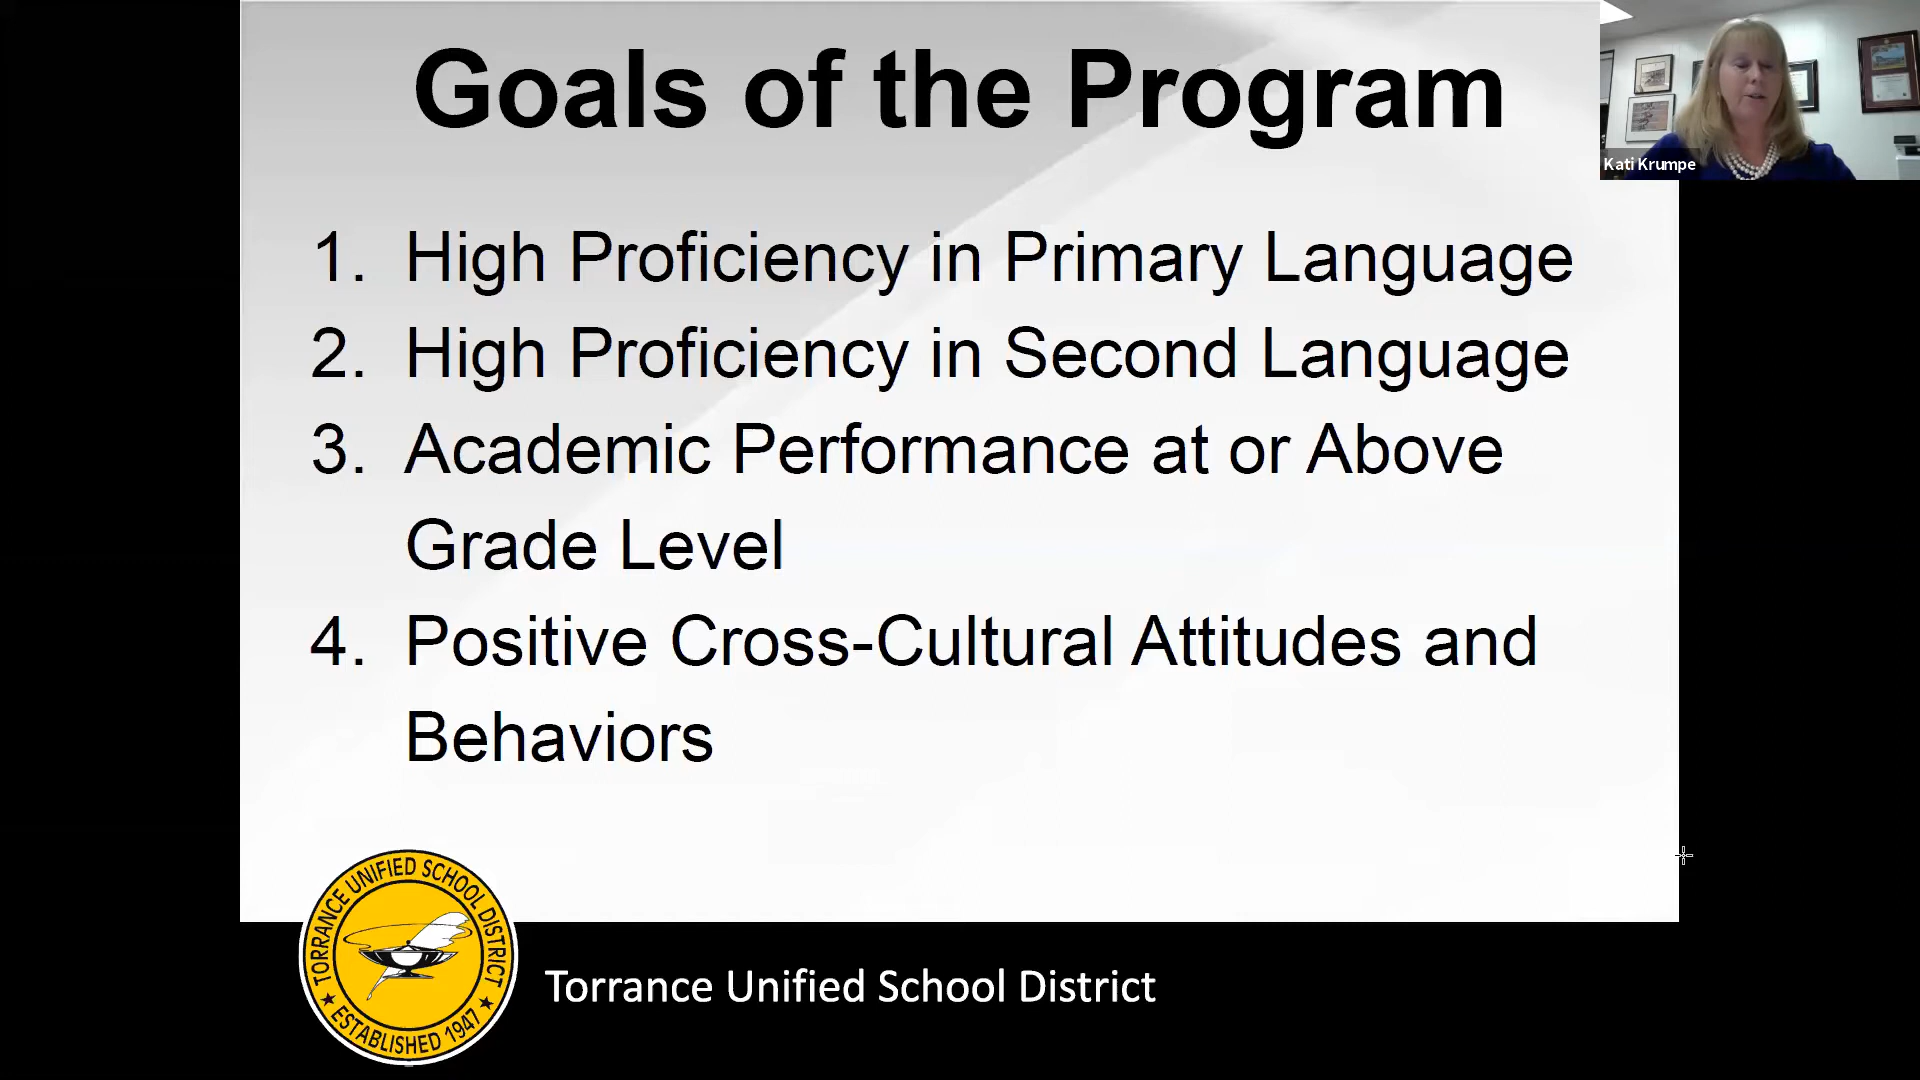 Goals of the Program
Kati Krumpe
1. High Proficiency in Primary Language
2. High Proficiency in Second Language
3. Academic Performance at or Above
Grade Level
4. Positive Cross-Cultural Attitudes and
Behaviors
TORRANCE UNIFIED SCHOOL DISTRICT
★ ESTABLISHED 1947 ★
Torrance Unified School District